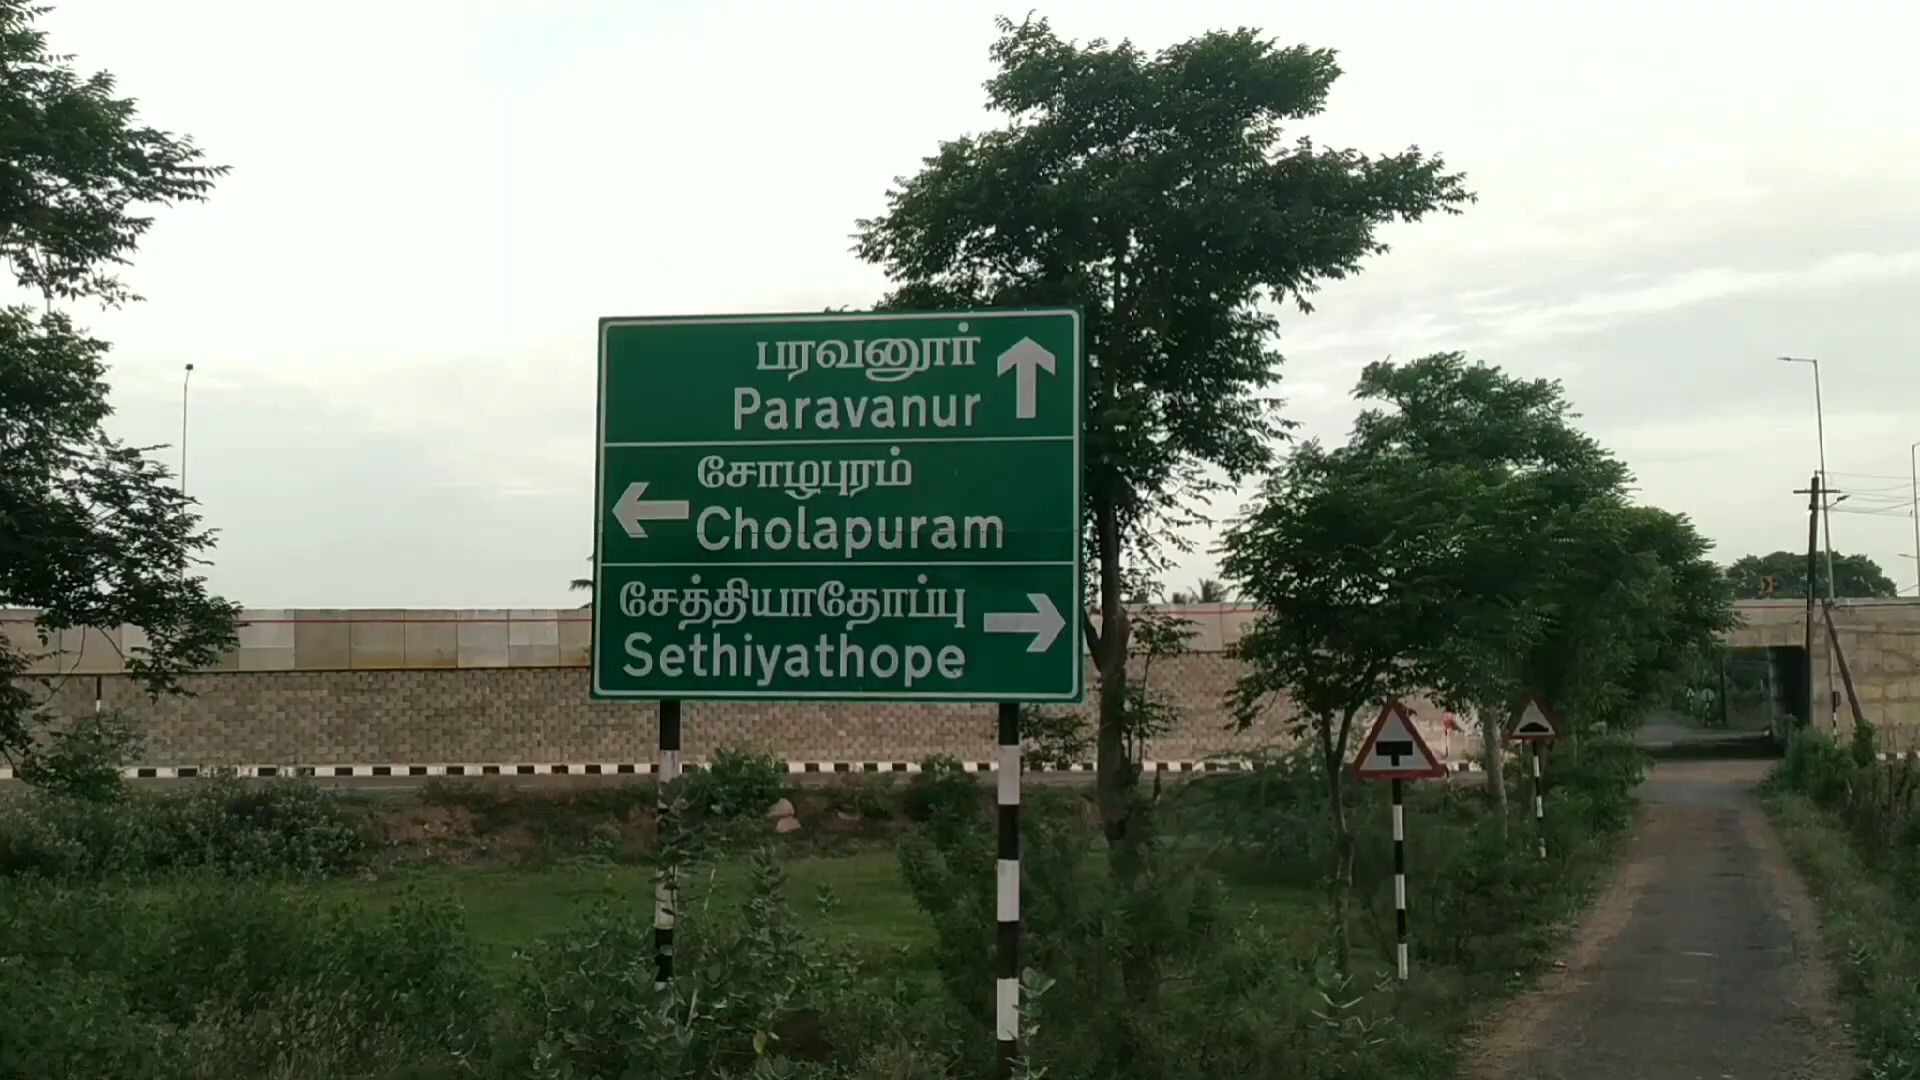 பரவனூர்
Paravanur
சோழபுரம்
Cholapuram
சேத்தியாதோப்பு
Sethiyathope